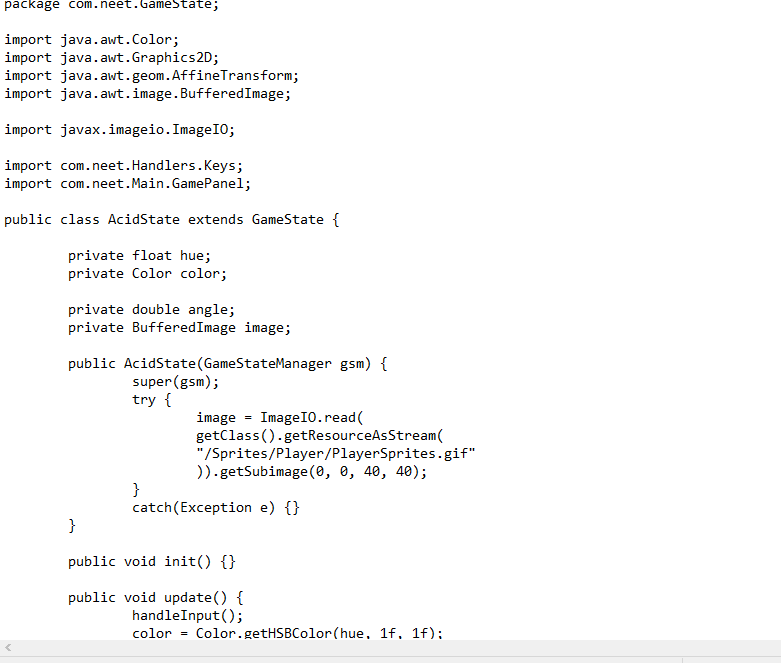 package com.neet.GameState;
import java.awt.Color;
import java.awt.Graphics2D;
import java.awt.geom.AffineTransform;
import java.awt.image.BufferedImage;
import javax.imageio.ImageIO;
import com.neet.Handlers.Keys;
import com.neet.Main.GamePanel;
public class AcidState extends GameState {
private float hue;
private Color color;
private double angle;
private BufferedImage image;
public AcidState(GameStateManager gsm) {
super(gsm);
try {
image = ImageIO.read(
getClass().getResourceAsStream(
"/Sprites/Player/PlayerSprites.gif"
)).getSubimage(0, 0, 40, 40);
}
catch(Exception e) {}
}
public void init() {}
public void update() {
handleInput();
color = Color.getHSBColor(hue, 1f, 1f);